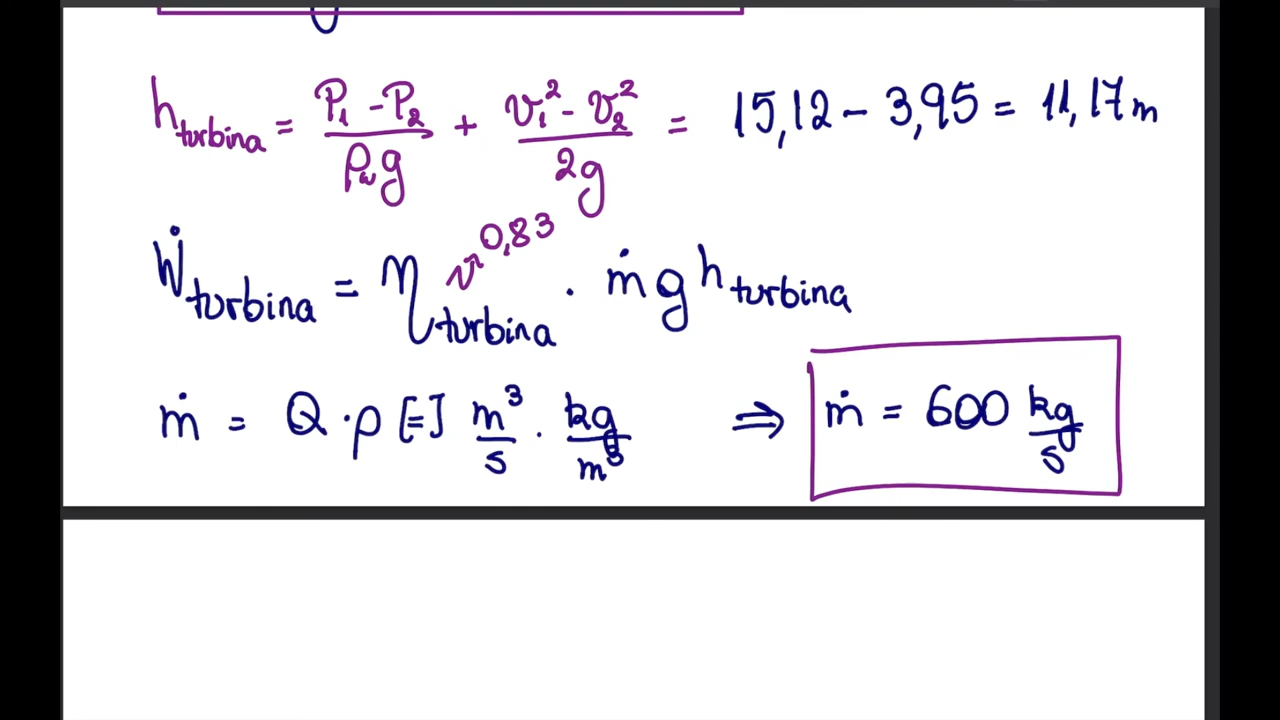 h_turbina = (P₁ - P₂)/(ρ_w g) + (v₁² - v₂²)/(2g) = 15,12 - 3,95 = 11,17 m
0,83
Ẇ_turbina = η_turbina · ṁ g h_turbina
ṁ = Q · ρ [=] m³/s · kg/m³ ⇒ ṁ = 600 kg/s